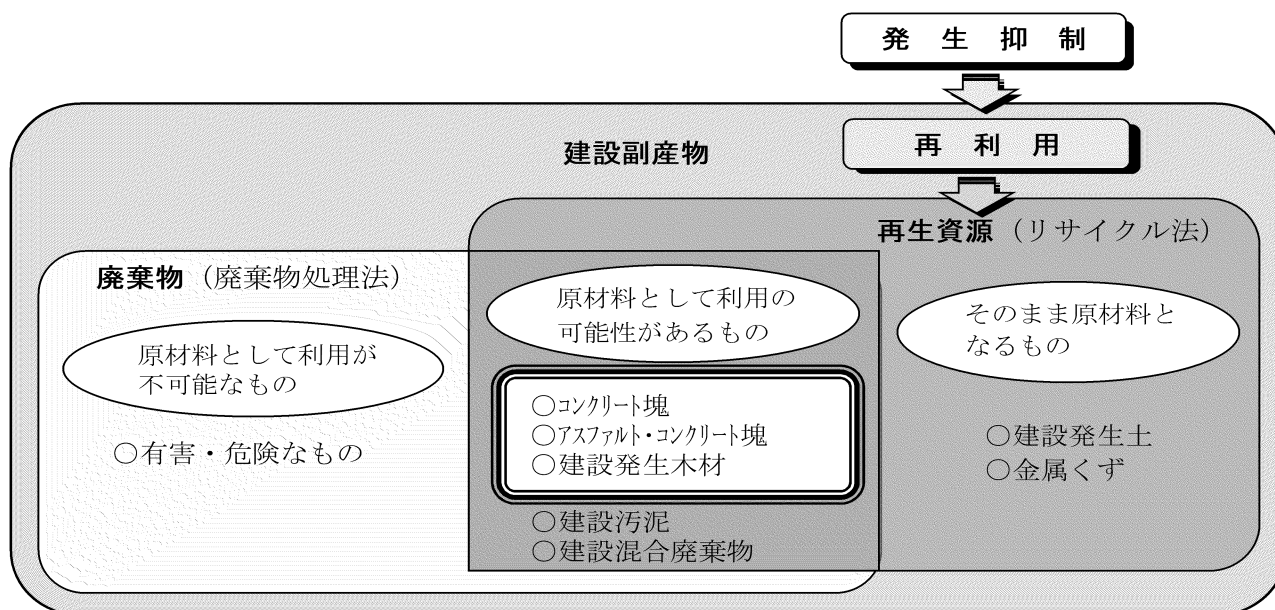 発生抑制
再利用
建設副産物
再生資源（リサイクル法）
廃棄物（廃棄物処理法）
原材料として利用が
不可能なもの
○有害・危険なもの
原材料として利用の
可能性があるもの
○コンクリート塊
○アスファルト・コンクリート塊
○建設発生木材
○建設汚泥
○建設混合廃棄物
そのまま原材料と
なるもの
○建設発生土
○金属くず